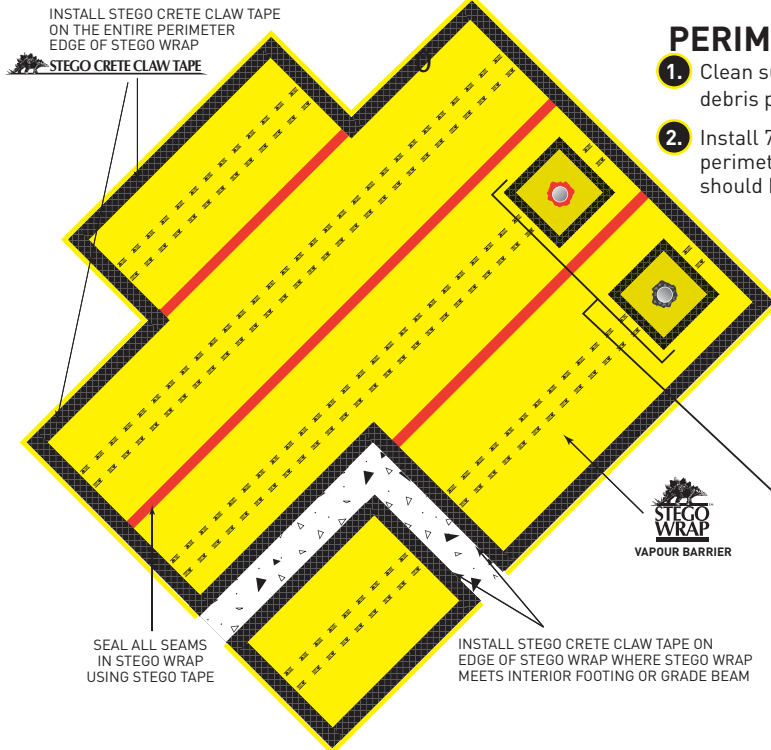 INSTALL STEGO CRETE CLAW TAPE
ON THE ENTIRE PERIMETER
EDGE OF STEGO WRAP
STEGO CRETE CLAW TAPE
PERIM
1. Clean su
debris p
2. Install 7
perimet
should b
STEGO
WRAP
VAPOUR BARRIER
SEAL ALL SEAMS
IN STEGO WRAP
USING STEGO TAPE
INSTALL STEGO CRETE CLAW TAPE ON
EDGE OF STEGO WRAP WHERE STEGO WRAP
MEETS INTERIOR FOOTING OR GRADE BEAM